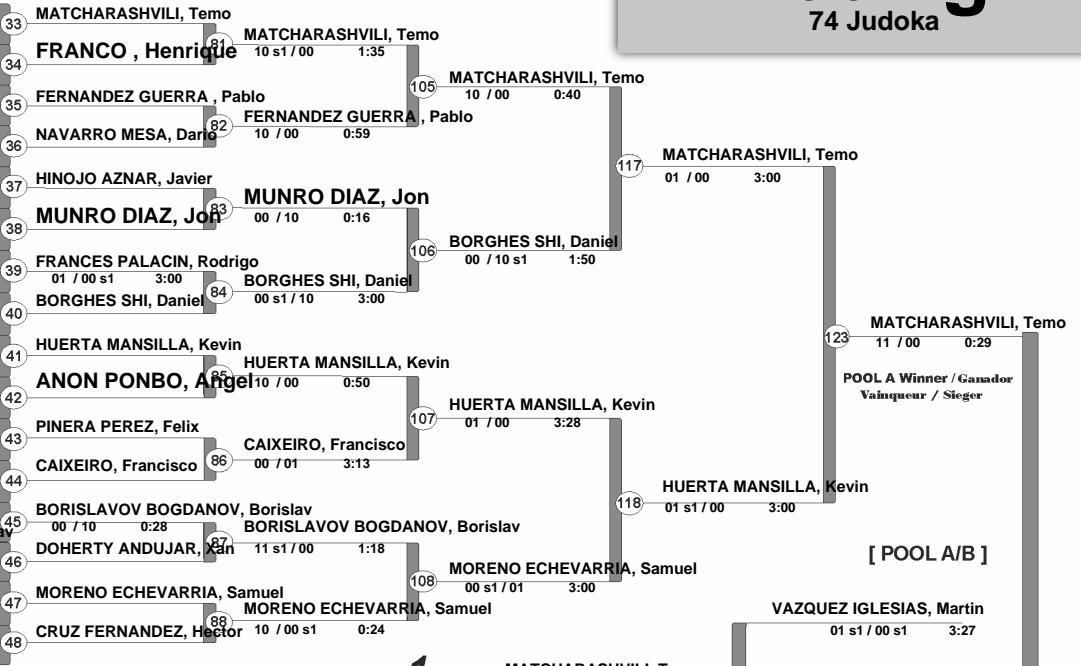 74 Judoka
33 MATCHARASHVILI, Temo
34 FRANCO , Henrique
35 FERNANDEZ GUERRA , Pablo
36 NAVARRO MESA, Dario
37 HINOJO AZNAR, Javier
38 MUNRO DIAZ, Jon
39 FRANCES PALACIN, Rodrigo
01 / 00 s1 3:00
40 BORGHES SHI, Daniel
41 HUERTA MANSILLA, Kevin
42 ANON PONBO, Angel
43 PINERA PEREZ, Felix
44 CAIXEIRO, Francisco
45 BORISLAVOV BOGDANOV, Borislav
00 / 10 0:28
46 DOHERTY ANDUJAR, Xan
47 MORENO ECHEVARRIA, Samuel
48 CRUZ FERNANDEZ, Hector
81 MATCHARASHVILI, Temo
10 s1 / 00 1:35
82 FERNANDEZ GUERRA , Pablo
10 / 00 0:59
83 MUNRO DIAZ, Jon
00 / 10 0:16
84 BORGHES SHI, Daniel
00 s1 / 10 3:00
85 HUERTA MANSILLA, Kevin
10 / 00 0:50
86 CAIXEIRO, Francisco
00 / 01 3:13
87 BORISLAVOV BOGDANOV, Borislav
11 s1 / 00 1:18
88 MORENO ECHEVARRIA, Samuel
10 / 00 s1 0:24
105 MATCHARASHVILI, Temo
10 / 00 0:40
106 BORGHES SHI, Daniel
00 / 10 s1 1:50
107 HUERTA MANSILLA, Kevin
01 / 00 3:28
108 MORENO ECHEVARRIA, Samuel
00 s1 / 01 3:00
117 MATCHARASHVILI, Temo
01 / 00 3:00
118 HUERTA MANSILLA, Kevin
01 s1 / 00 3:00
123 MATCHARASHVILI, Temo
11 / 00 0:29
POOL A Winner / Ganador
Vainqueur / Sieger
[ POOL A/B ]
VAZQUEZ IGLESIAS, Martin
01 s1 / 00 s1 3:27